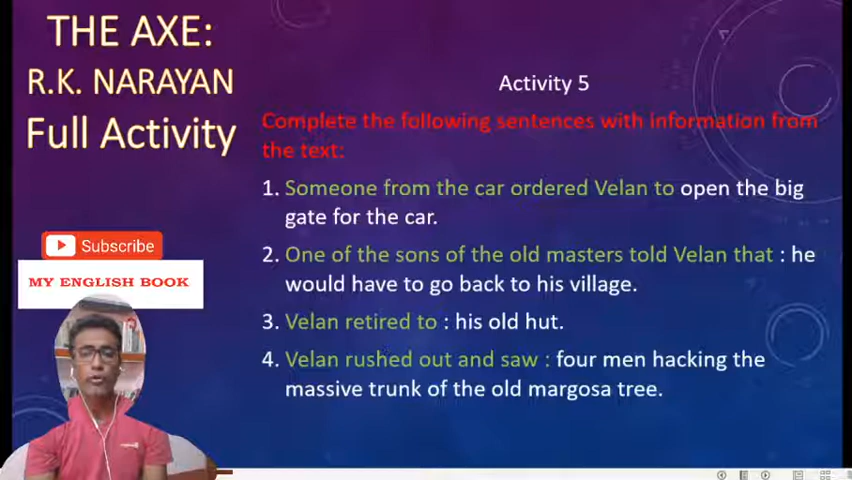 THE AXE:
R.K. NARAYAN
Full Activity
Subscribe
MY ENGLISH BOOK
Activity 5
Complete the following sentences with information from
the text:
1. Someone from the car ordered Velan to open the big
gate for the car.
2. One of the sons of the old masters told Velan that : he
would have to go back to his village.
3. Velan retired to : his old hut.
4. Velan rushed out and saw : four men hacking the
massive trunk of the old margosa tree.